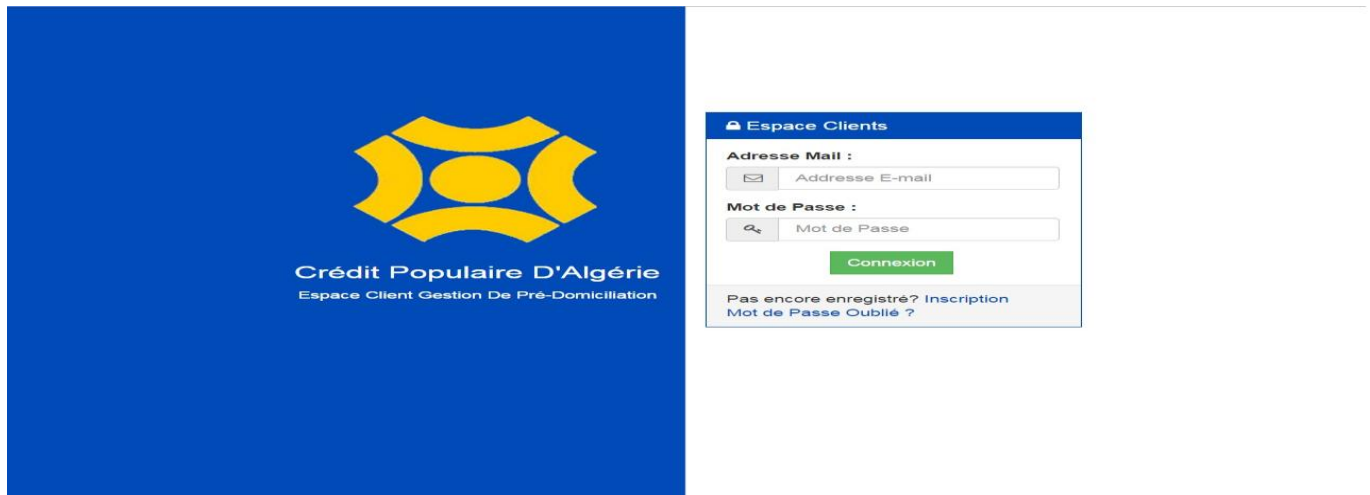 Crédit Populaire D'Algérie
Espace Client Gestion De Pré-Domiciliation
Espace Clients
Adresse Mail :
Addresse E-mail
Mot de Passe :
Mot de Passe
Connexion
Pas encore enregistré? Inscription
Mot de Passe Oublié ?